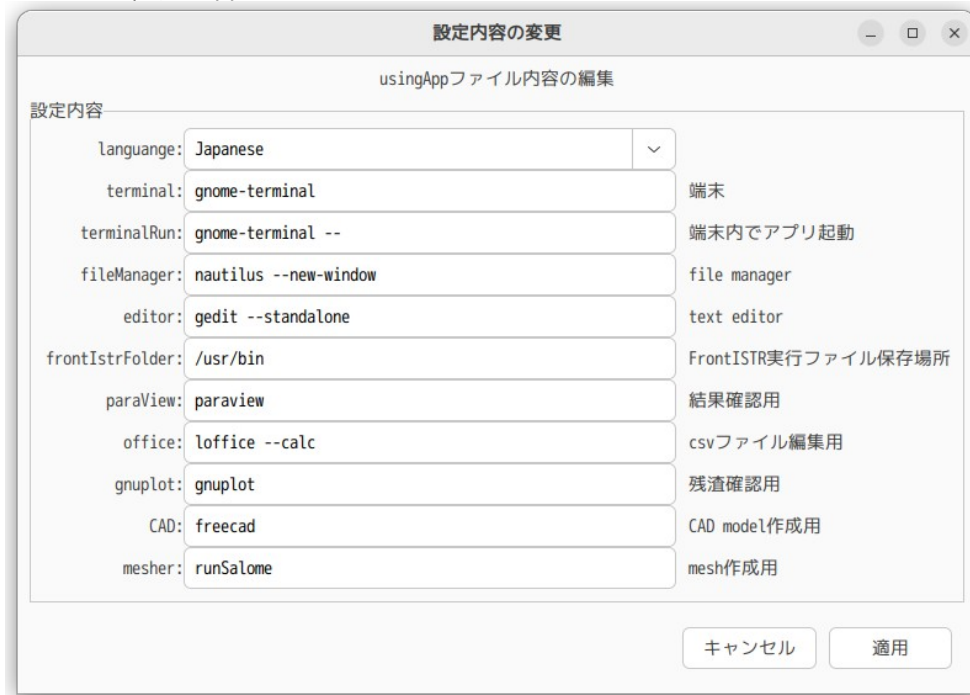 設定内容の変更
usingAppファイル内容の編集
設定内容
languange: Japanese
terminal: gnome-terminal 端末
terminalRun: gnome-terminal -- 端末内でアプリ起動
fileManager: nautilus --new-window file manager
editor: gedit --standalone text editor
frontIstrFolder: /usr/bin FrontISTR実行ファイル保存場所
paraView: paraview 結果確認用
office: loffice --calc csvファイル編集用
gnuplot: gnuplot 残渣確認用
CAD: freecad CAD model作成用
mesher: runSalome mesh作成用
キャンセル 適用